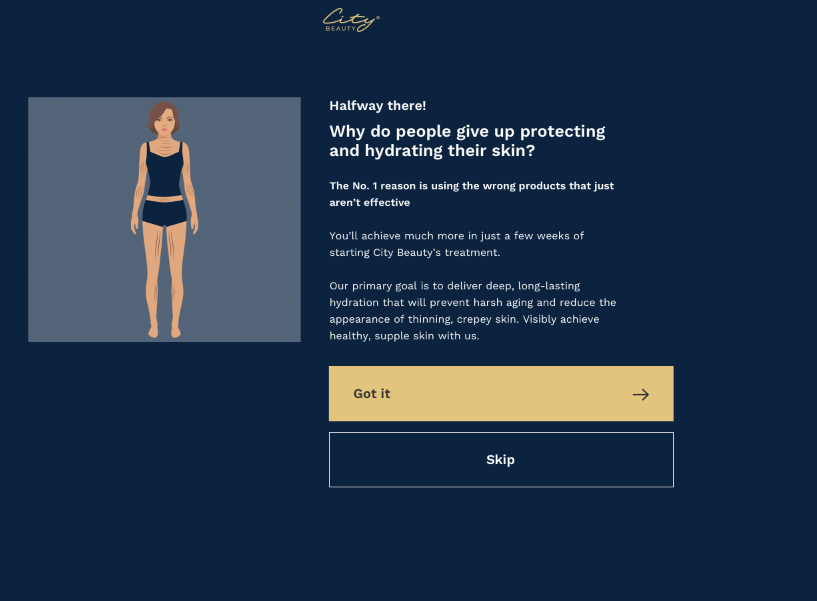 City®
BEAUTY
Halfway there!
Why do people give up protecting
and hydrating their skin?
The No. 1 reason is using the wrong products that just
aren't effective
You'll achieve much more in just a few weeks of
starting City Beauty's treatment.
Our primary goal is to deliver deep, long-lasting
hydration that will prevent harsh aging and reduce the
appearance of thinning, crepey skin. Visibly achieve
healthy, supple skin with us.
Got it
Skip